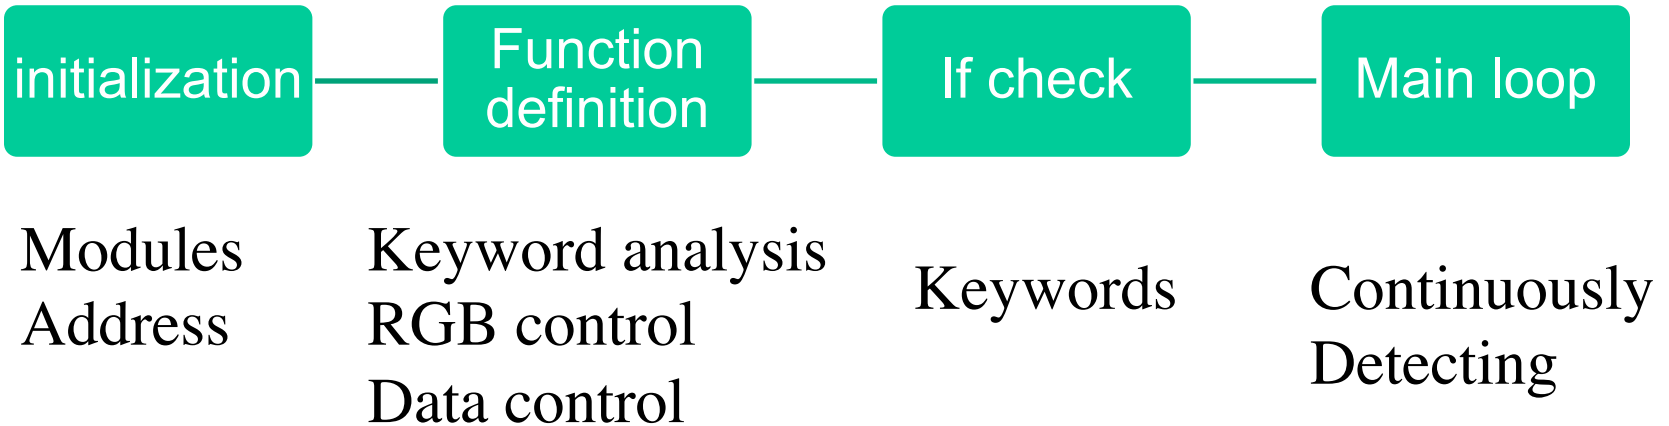 initialization
Function
definition
If check
Main loop
Modules
Address
Keyword analysis
RGB control
Data control
Keywords
Continuously
Detecting